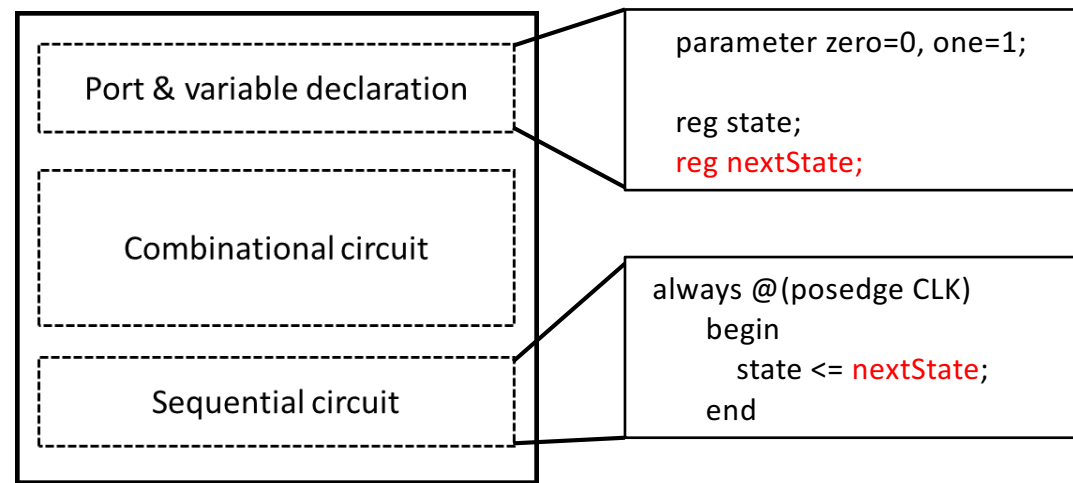 Port & variable declaration
Combinational circuit
Sequential circuit
parameter zero=0, one=1;
reg state;
reg nextState;
always @(posedge CLK)
begin
state <= nextState;
end